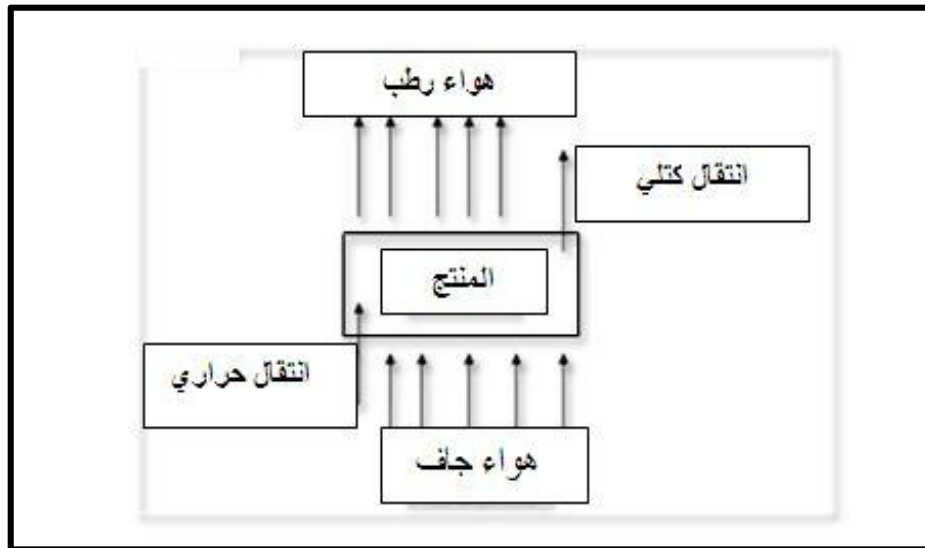 هواء رطب
انتقال كتلي
المنتج
انتقال حراري
هواء جاف